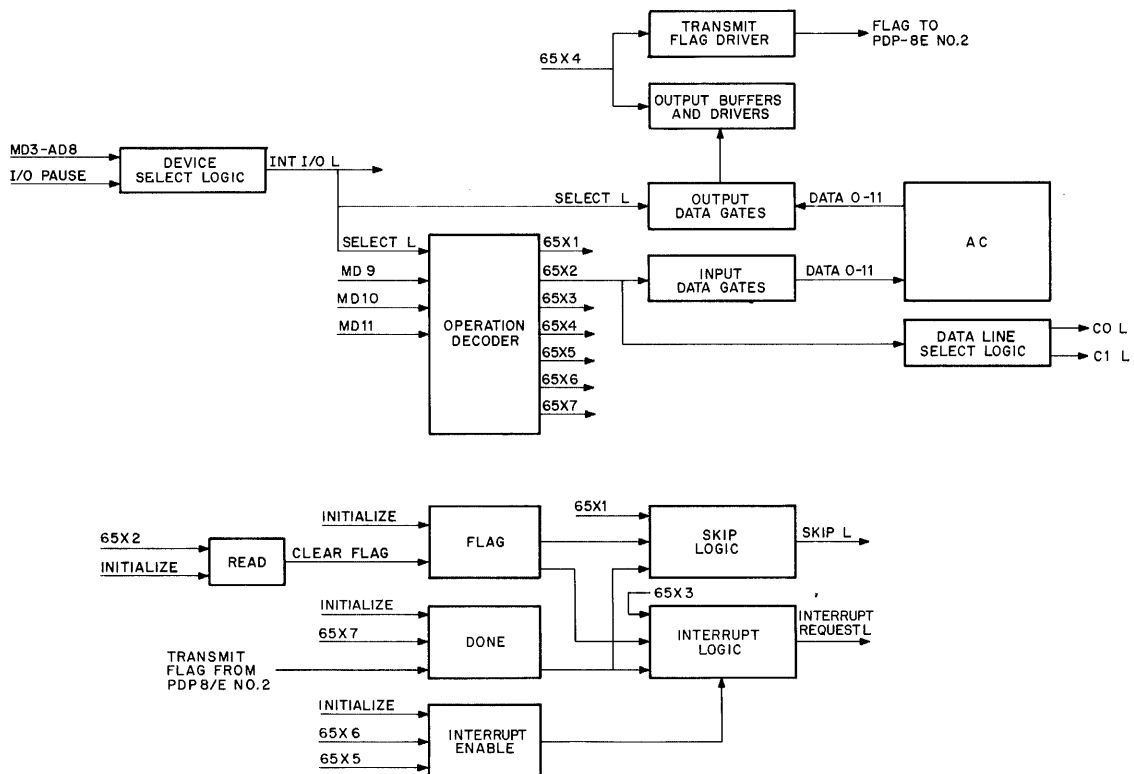 TRANSMIT
FLAG DRIVER
FLAG TO
PDP-8E NO.2
65X4
OUTPUT BUFFERS
AND DRIVERS
MD3-AD8
I/O PAUSE
DEVICE
SELECT LOGIC
INT I/O L
SELECT L
OUTPUT
DATA GATES
DATA 0-11
AC
SELECT L
MD 9
MD10
MD11
OPERATION
DECODER
65X1
65X2
65X3
65X4
65X5
65X6
65X7
INPUT
DATA GATES
DATA 0-11
DATA LINE
SELECT LOGIC
C0 L
C1 L
65X2
INITIALIZE
READ
CLEAR FLAG
INITIALIZE
FLAG
65X1
SKIP
LOGIC
SKIP L
INITIALIZE
65X7
TRANSMIT
FLAG FROM
PDP8/E NO.2
DONE
65X3
INTERRUPT
LOGIC
INTERRUPT
REQUEST L
INITIALIZE
65X6
65X5
INTERRUPT
ENABLE